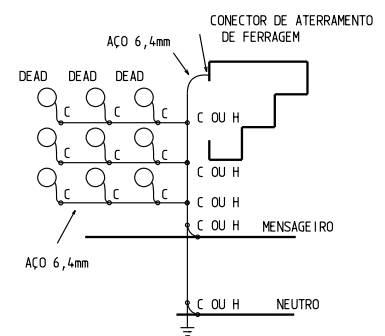 CONECTOR DE ATERRAMENTO
DE FERRAGEM
AÇO 6,4mm
DEAD DEAD DEAD
C C C C OU H
C C C C OU H
C C C C OU H
C OU H MENSAGEIRO
AÇO 6,4mm
C OU H NEUTRO